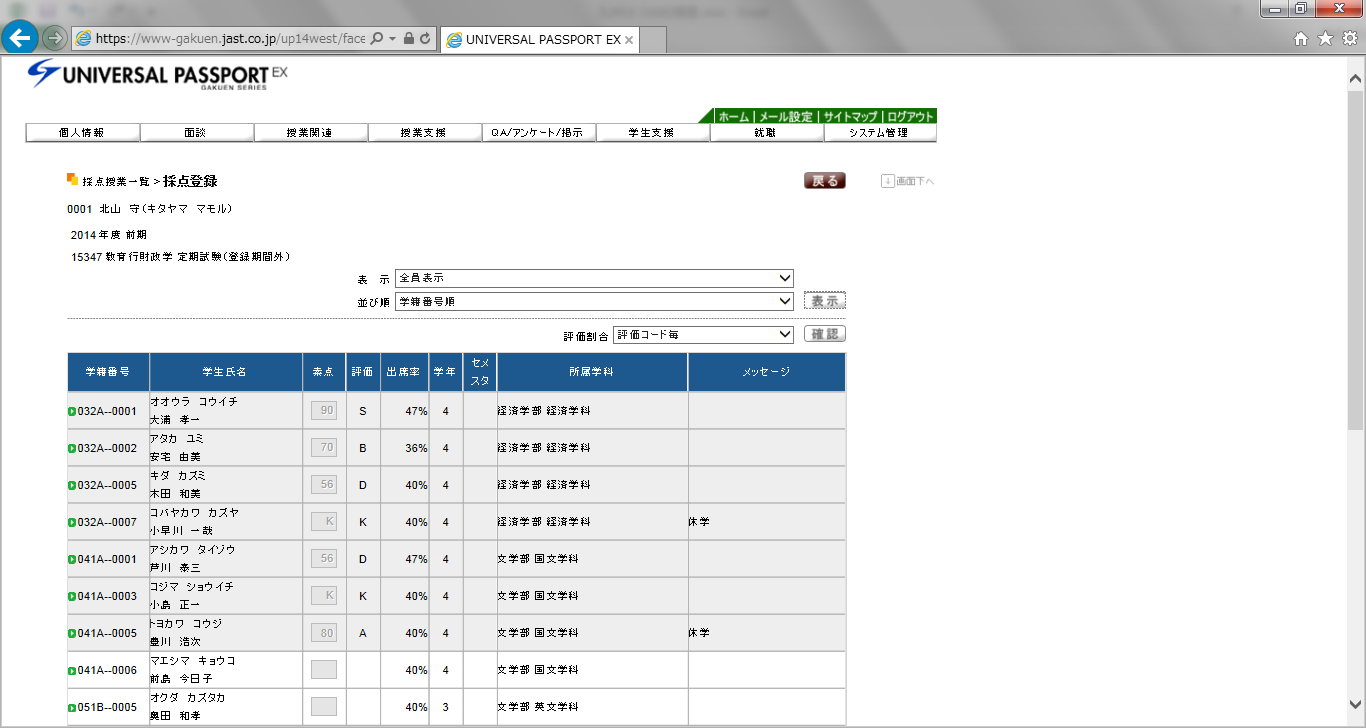 https://www-gakuen.jast.co.jp/up14west/face
UNIVERSAL PASSPORT EX
UNIVERSAL PASSPORT EX
GAKUEN SERIES
ホーム | メール設定 | サイトマップ | ログアウト
個人情報 面談 授業関連 授業支援 QA/アンケート/掲示 学生支援 就職 システム管理
採点授業一覧 > 採点登録 戻る 画面下へ
0001 北山 守(キタヤマ マモル)
2014年度 前期
15347 教育行財政学 定期試験(登録期間外)
表 示 全員表示
並び順 学籍番号順 表示
評価割合 評価コード毎 確認
学籍番号 学生氏名 素点 評価 出席率 学年 セメスタ 所属学科 メッセージ
オオウラ コウイチ
032A--0001 大浦 孝一 90 S 47% 4 経済学部 経済学科
アタカ ユミ
032A--0002 安宅 由美 70 B 36% 4 経済学部 経済学科
キダ カズミ
032A--0005 木田 和美 56 D 40% 4 経済学部 経済学科
コバヤカワ カズヤ
032A--0007 小早川 一哉 K K 40% 4 経済学部 経済学科 休学
アシカワ タイゾウ
041A--0001 芦川 泰三 56 D 47% 4 文学部 国文学科
コジマ ショウイチ
041A--0003 小島 正一 K K 40% 4 文学部 国文学科
トヨカワ コウジ
041A--0005 豊川 浩次 80 A 40% 4 文学部 国文学科 休学
マエシマ キョウコ
041A--0006 前島 今日子 40% 4 文学部 国文学科
オクダ カズタカ
051B--0005 奥田 和孝 40% 3 文学部 英文学科